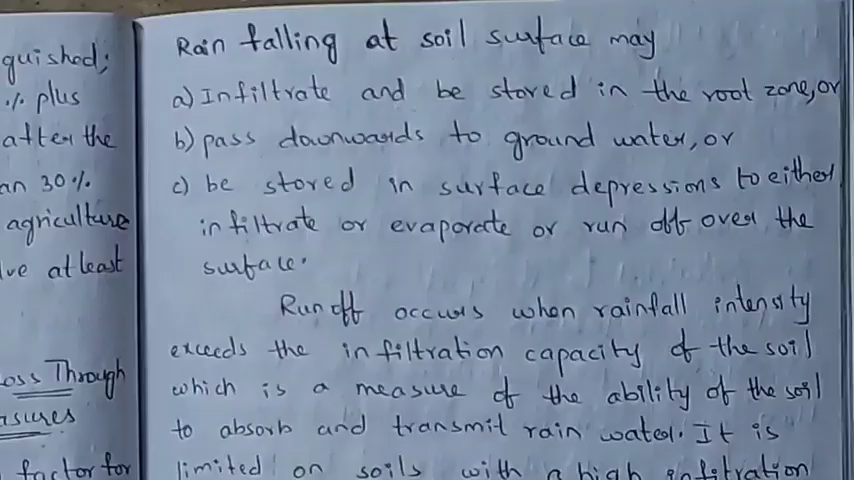 guished;
% plus
after the
an 30%
agriculture
ve at least
oss Through
asures
factor for
Rain falling at soil surface may
a) Infiltrate and be stored in the root zone, or
b) pass downwards to ground water, or
c) be stored in surface depressions to either
infiltrate or evaporate or run off over the
surface.
Run off occurs when rainfall intensity
exceeds the infiltration capacity of the soil
which is a measure of the ability of the soil
to absorb and transmit rain water. It is
limited on soils with a high infitration